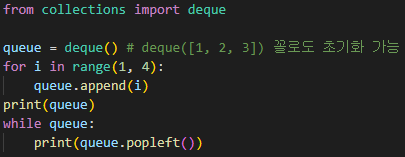 from collections import deque

queue = deque() # deque([1, 2, 3]) 꼴로도 초기화 가능
for i in range(1, 4):
    queue.append(i)
print(queue)
while queue:
    print(queue.popleft())